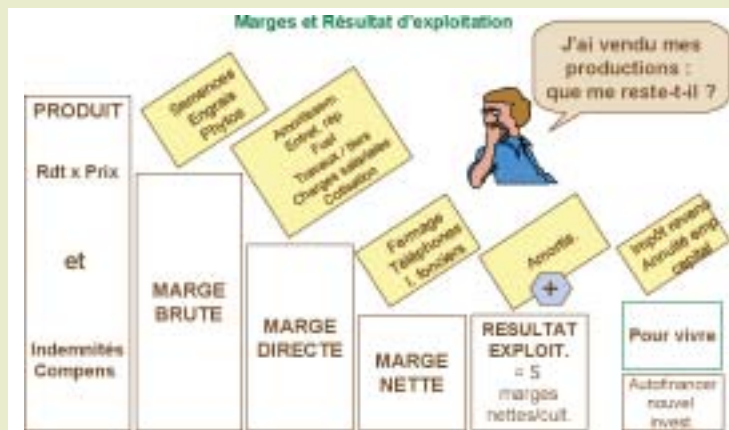 Marges et Résultat d'exploitation
J'ai vendu mes
productions :
que me reste-t-il ?
PRODUIT
Rdt x Prix
et
Indemnités
Compens
Semences
Engrais
Phytos
MARGE
BRUTE
Amortissem
Entret, rep
Fuel
Travaux / tiers
Charges salariales
Cotisation
MARGE
DIRECTE
Fermage
Téléphones
I. fonciers
MARGE
NETTE
Amortis.
+
RESULTAT
EXPLOIT.
= S
marges
nettes/cult.
Impôt revenu
Annuité emp
capital
Pour vivre
Autofinancer
nouvel
invest.